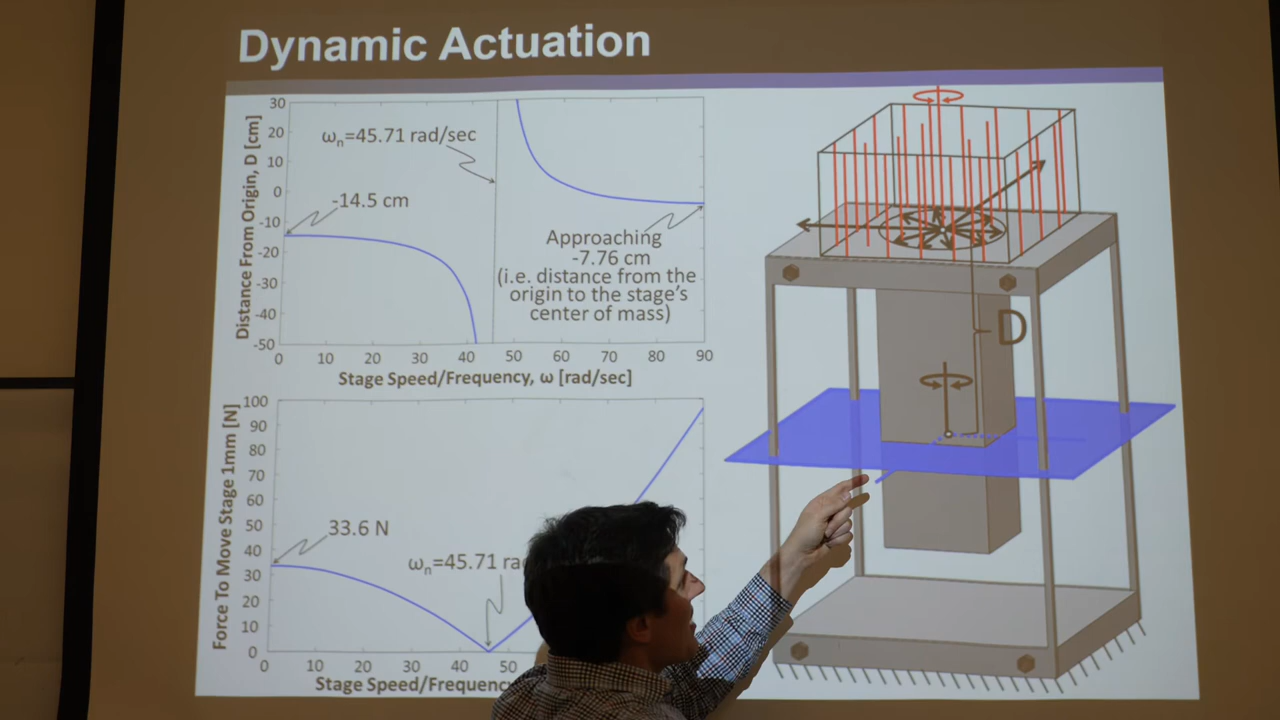 Dynamic Actuation
Distance From Origin, D [cm]
30
20
10
0
-10
-20
-30
-40
-50
ωn=45.71 rad/sec
-14.5 cm
Approaching
-7.76 cm
(i.e. distance from the
origin to the stage's
center of mass)
0 10 20 30 40 50 60 70 80 90
Stage Speed/Frequency, ω [rad/sec]
Force To Move Stage 1mm [N]
100
90
80
70
60
50
40
30
20
10
0
33.6 N
ωn=45.71 ra
0 10 20 30 40 50
Stage Speed/Frequency
D